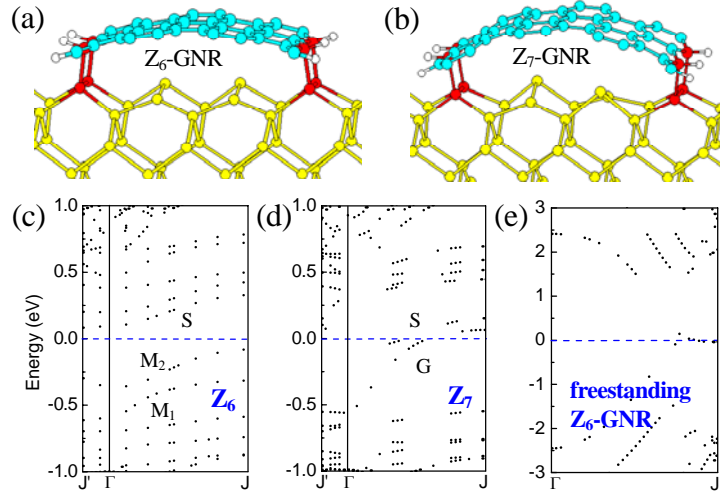 (a)
Z₆-GNR
(b)
Z₇-GNR
(c)
(d)
(e)
Energy (eV)
1.0
0.5
0.0
-0.5
-1.0
S
M₂
M₁
Z₆
J'
Γ
J
1.0
0.5
0.0
-0.5
-1.0
S
G
Z₇
J'
Γ
J
3
2
1
0
-1
-2
-3
freestanding
Z₆-GNR
Γ
J